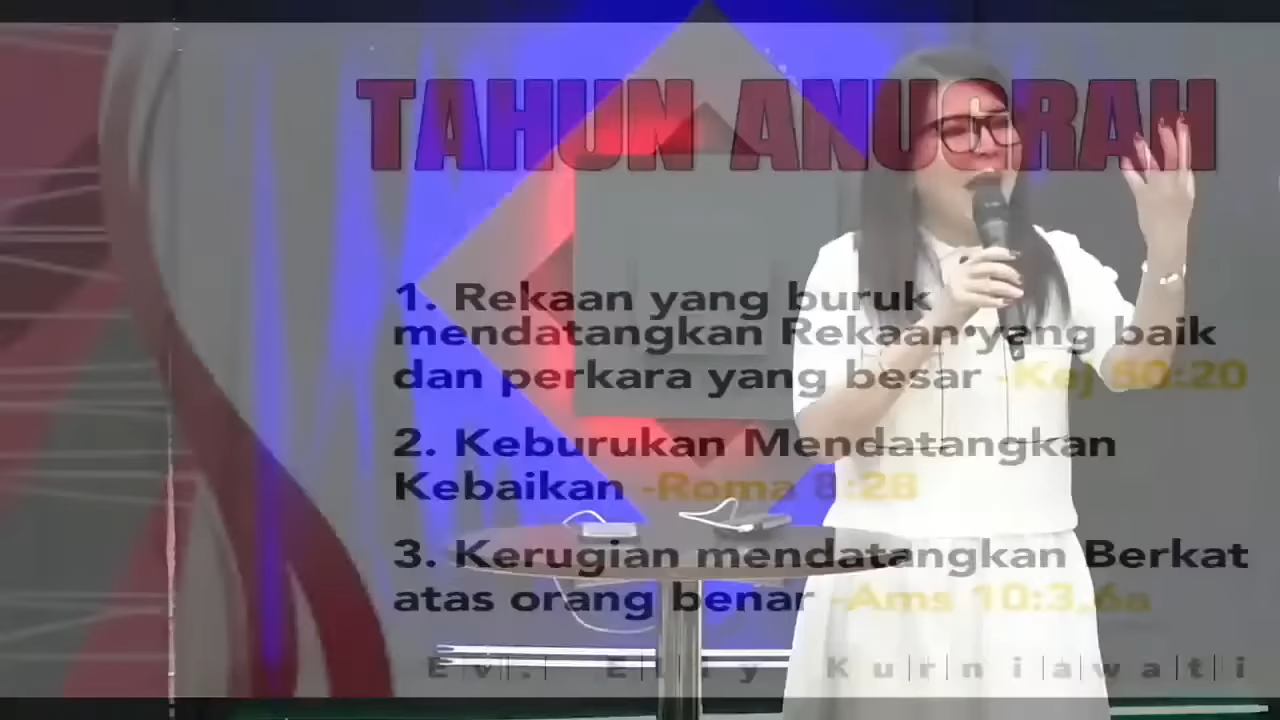 TAHUN ANUGRAH
1. Rekaan yang buruk
mendatangkan Rekaan yang baik
dan perkara yang besar -Kej 50:20
2. Keburukan Mendatangkan
Kebaikan -Roma 8:28
3. Kerugian mendatangkan Berkat
atas orang benar -Ams 10:3,6a
Ev. Elly Kurniawati